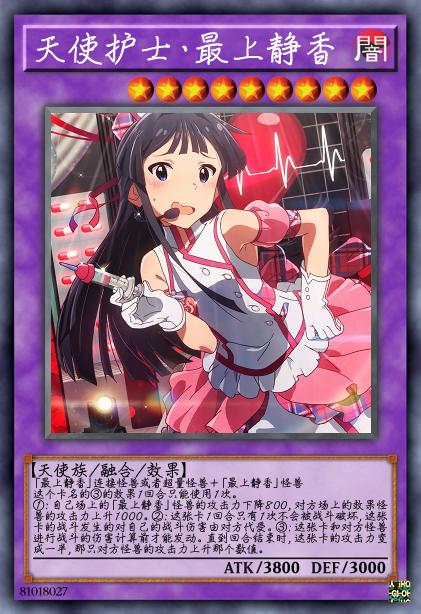 天使护士·最上静香 闇
【天使族/融合/效果】
「最上静香」连接怪兽或者超量怪兽+「最上静香」怪兽
这个卡名的③的效果1回合只能使用1次。
①:自己场上的「最上静香」怪兽的攻击力下降800,对方场上的效果怪
兽的攻击力上升1000。②:这张卡1回合只有1次不会被战斗破坏,这张
卡的战斗发生的对自己的战斗伤害由对方代受。③:这张卡和对方怪兽
进行战斗的伤害计算前才能发动。直到回合结束时,这张卡的攻击力变
成一半,那只对方怪兽的攻击力上升那个数值。
ATK/3800 DEF/3000
81018027